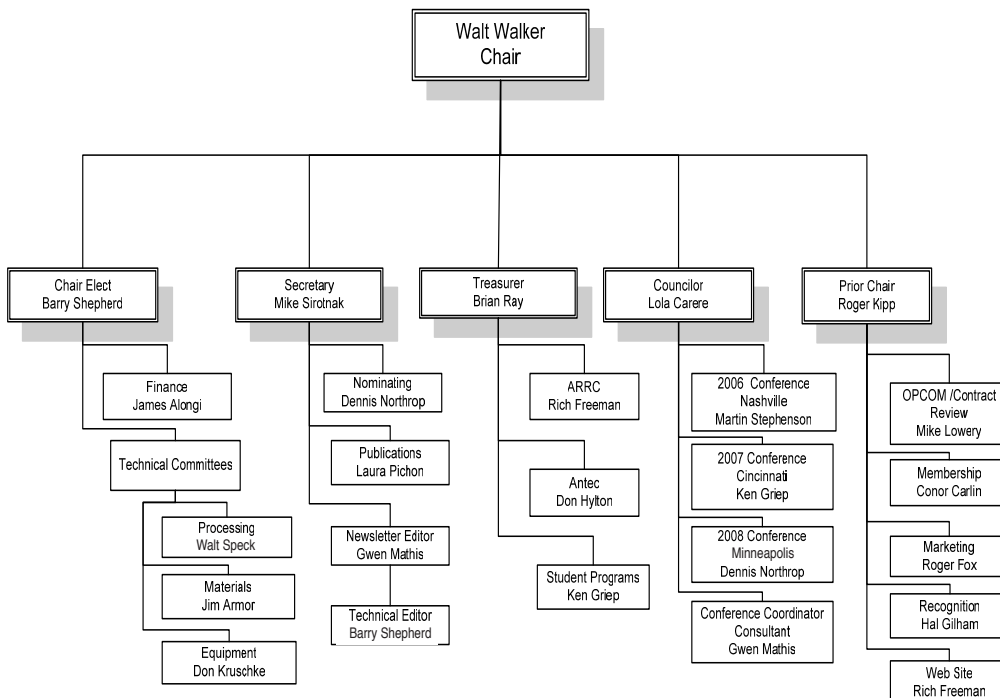 Walt Walker
Chair
Chair Elect
Barry Shepherd
Secretary
Mike Sirotnak
Treasurer
Brian Ray
Councilor
Lola Carere
Prior Chair
Roger Kipp
Finance
James Alongi
Technical Committees
Processing
Walt Speck
Materials
Jim Armor
Equipment
Don Kruschke
Nominating
Dennis Northrop
Publications
Laura Pichon
Newsletter Editor
Gwen Mathis
Technical Editor
Barry Shepherd
ARRC
Rich Freeman
Antec
Don Hylton
Student Programs
Ken Griep
2006 Conference
Nashville
Martin Stephenson
2007 Conference
Cincinnati
Ken Griep
2008 Conference
Minneapolis
Dennis Northrop
Conference Coordinator
Consultant
Gwen Mathis
OPCOM /Contract
Review
Mike Lowery
Membership
Conor Carlin
Marketing
Roger Fox
Recognition
Hal Gilham
Web Site
Rich Freeman